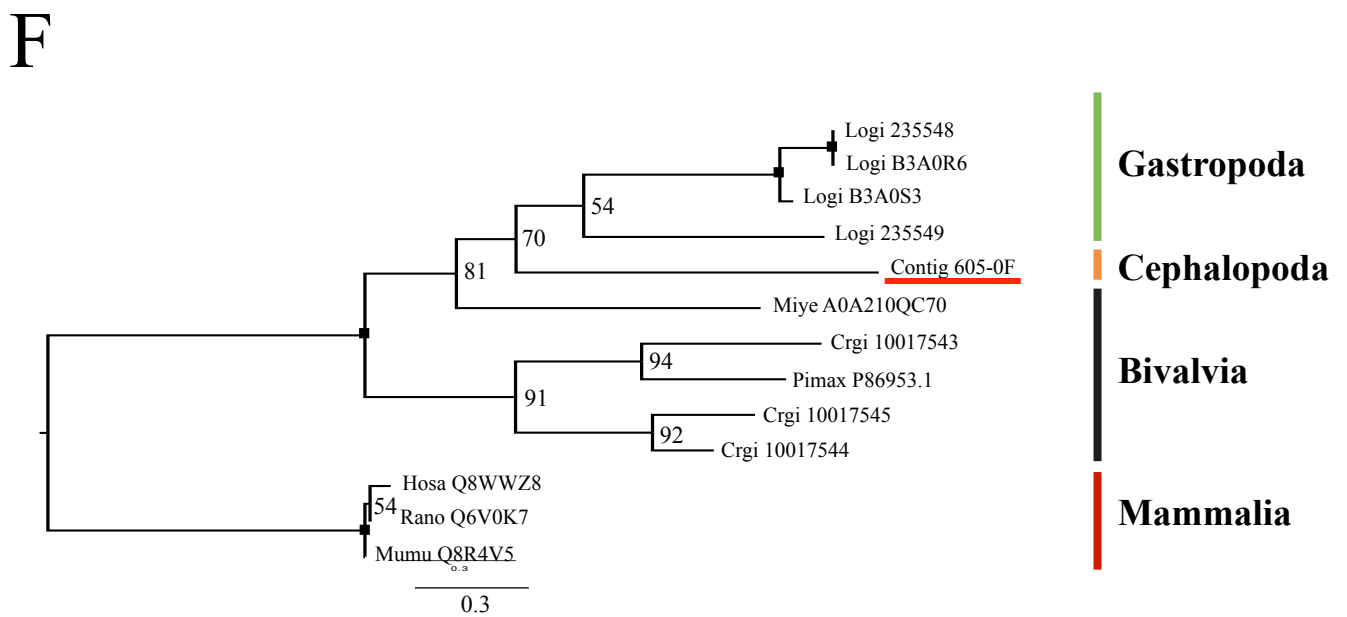 F
Logi 235548
Logi B3A0R6
Gastropoda
Logi B3A0S3
54
Logi 235549
70
Contig 605-0F
Cephalopoda
81
Miye A0A210QC70
Crgi 10017543
94
Bivalvia
Pimax P86953.1
91
Crgi 10017545
92
Crgi 10017544
Hosa Q8WWZ8
54
Rano Q6V0K7
Mammalia
Mumu Q8R4V5
0.3
0.3